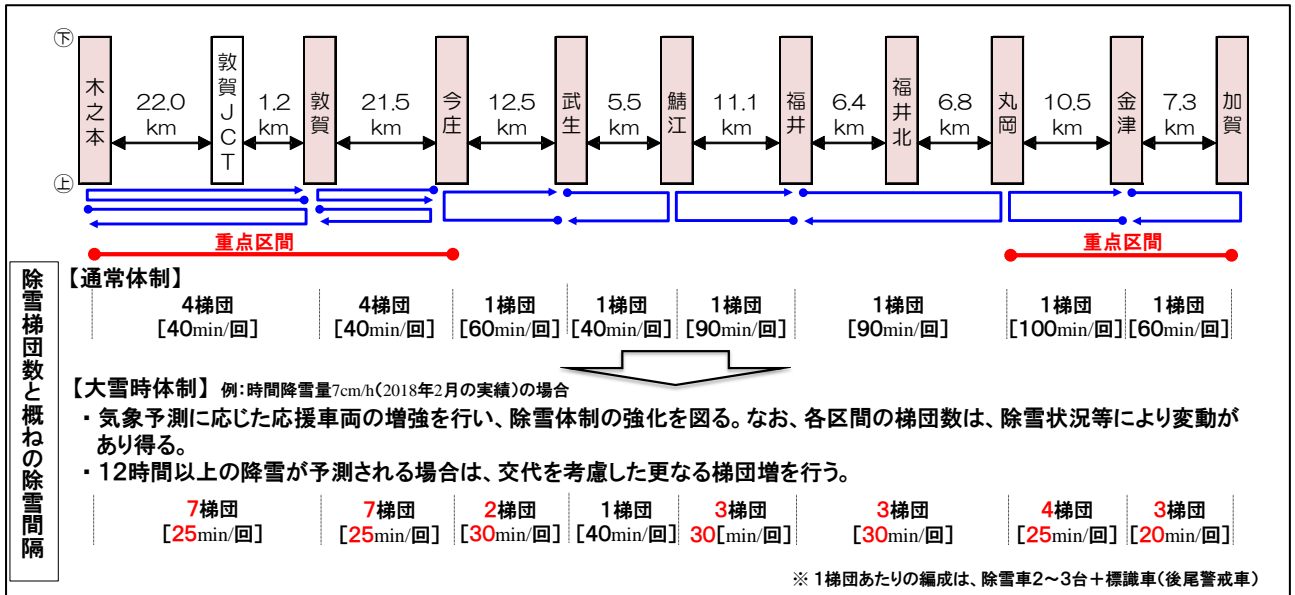 下
木之本
22.0
km
敦賀JCT
1.2
km
敦賀
21.5
km
今庄
12.5
km
武生
5.5
km
鯖江
11.1
km
福井
6.4
km
福井北
6.8
km
丸岡
10.5
km
金津
7.3
km
加賀
上
重点区間
重点区間
除雪梯団数と概ねの除雪間隔
【通常体制】
4梯団
[40min/回]
4梯団
[40min/回]
1梯団
[60min/回]
1梯団
[40min/回]
1梯団
[90min/回]
1梯団
[90min/回]
1梯団
[100min/回]
1梯団
[60min/回]
【大雪時体制】 例:時間降雪量7cm/h(2018年2月の実績)の場合
・気象予測に応じた応援車両の増強を行い、除雪体制の強化を図る。なお、各区間の梯団数は、除雪状況等により変動が
あり得る。
・12時間以上の降雪が予測される場合は、交代を考慮した更なる梯団増を行う。
7梯団
[25min/回]
7梯団
[25min/回]
2梯団
[30min/回]
1梯団
[40min/回]
3梯団
30[min/回]
3梯団
[30min/回]
4梯団
[25min/回]
3梯団
[20min/回]
※ 1梯団あたりの編成は、除雪車2~3台+標識車(後尾警戒車)